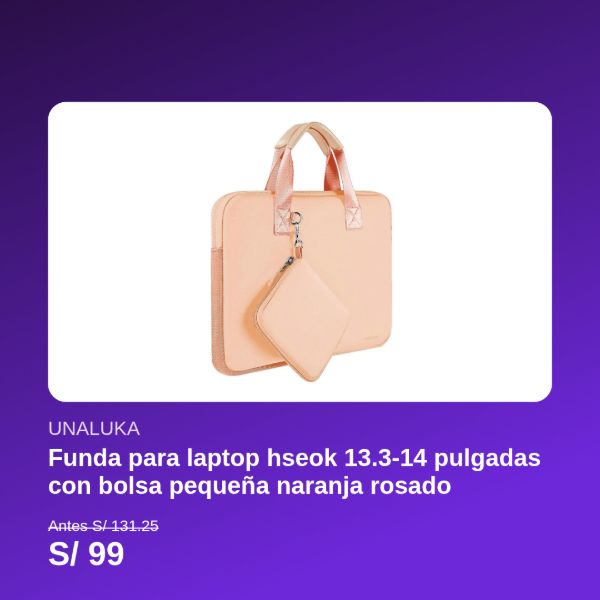 UNALUKA
Funda para laptop hseok 13.3-14 pulgadas
con bolsa pequeña naranja rosado
Antes S/ 131.25
S/ 99